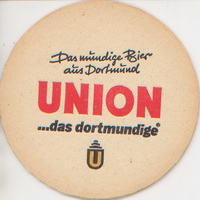 Das mündige Bier
aus Dortmund
UNION
...das dortmundige®
U